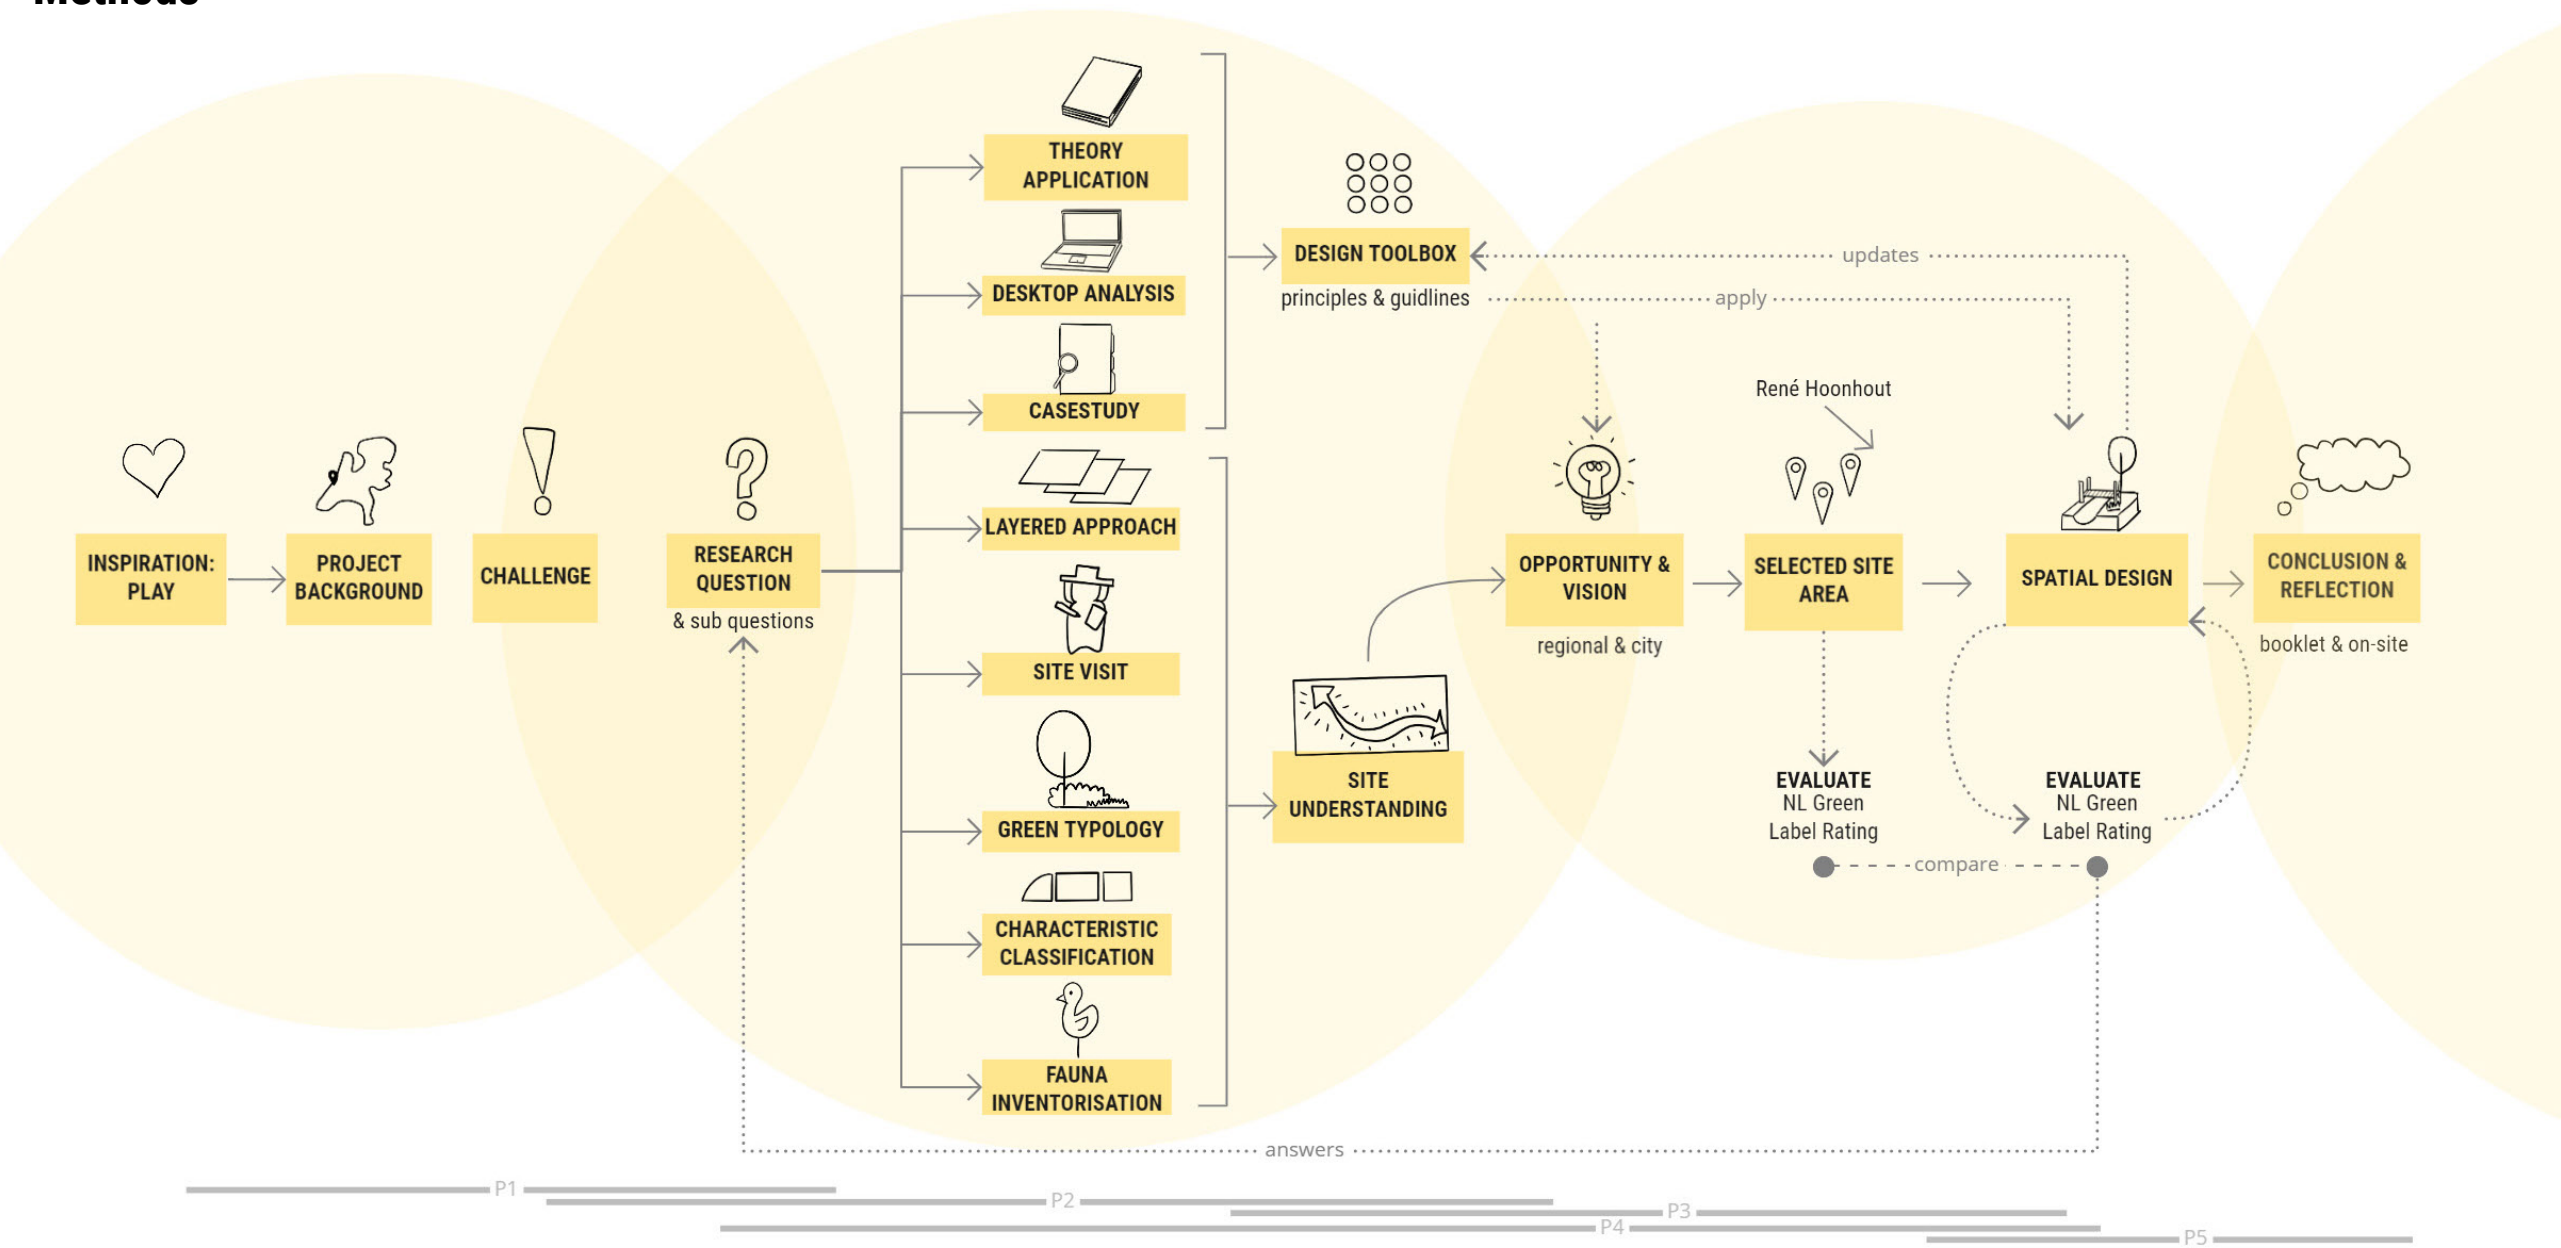 Methods
INSPIRATION:
PLAY
PROJECT
BACKGROUND
CHALLENGE
RESEARCH
QUESTION
& sub questions
THEORY
APPLICATION
DESKTOP ANALYSIS
CASESTUDY
LAYERED APPROACH
SITE VISIT
GREEN TYPOLOGY
CHARACTERISTIC
CLASSIFICATION
FAUNA
INVENTORISATION
DESIGN TOOLBOX
principles & guidlines
updates
apply
SITE
UNDERSTANDING
OPPORTUNITY &
VISION
regional & city
René Hoonhout
SELECTED SITE
AREA
SPATIAL DESIGN
CONCLUSION &
REFLECTION
booklet & on-site
EVALUATE
NL Green
Label Rating
EVALUATE
NL Green
Label Rating
compare
answers
P1
P2
P3
P4
P5